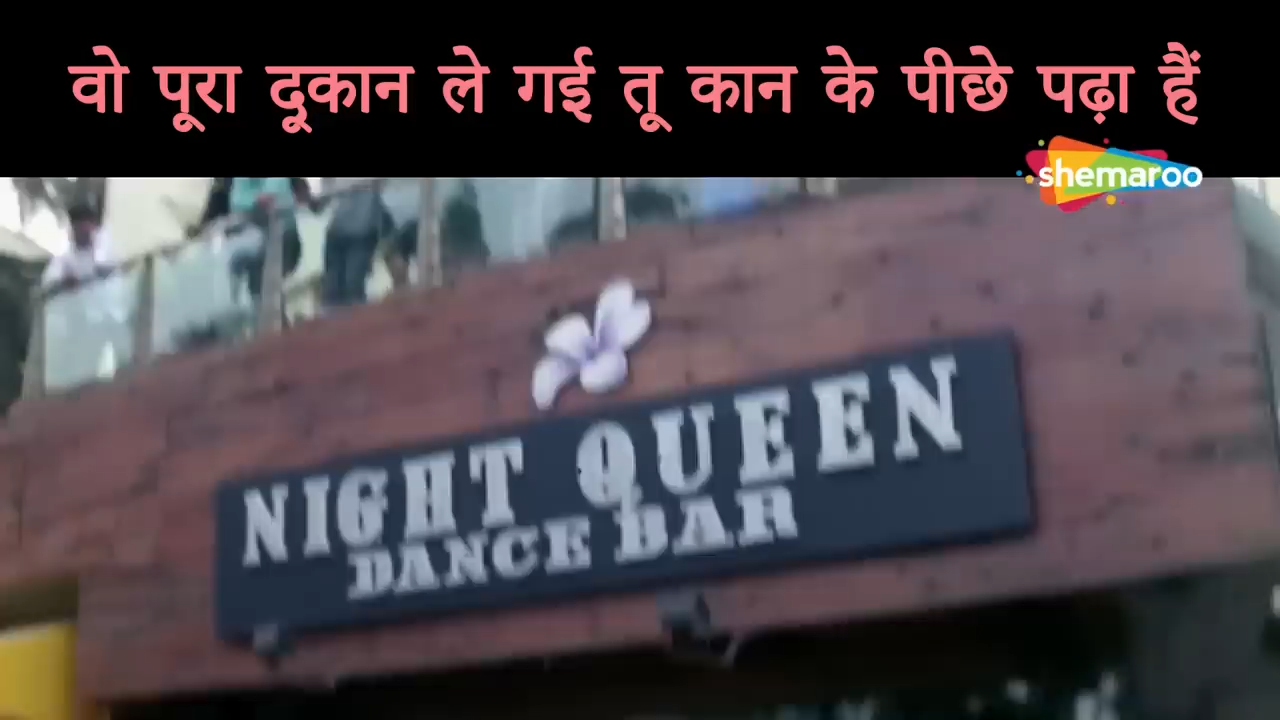 वो पूरा दूकान ले गई तू कान के पीछे पढ़ा हैं
shemaroo
NIGHT QUEEN
DANCE BAR